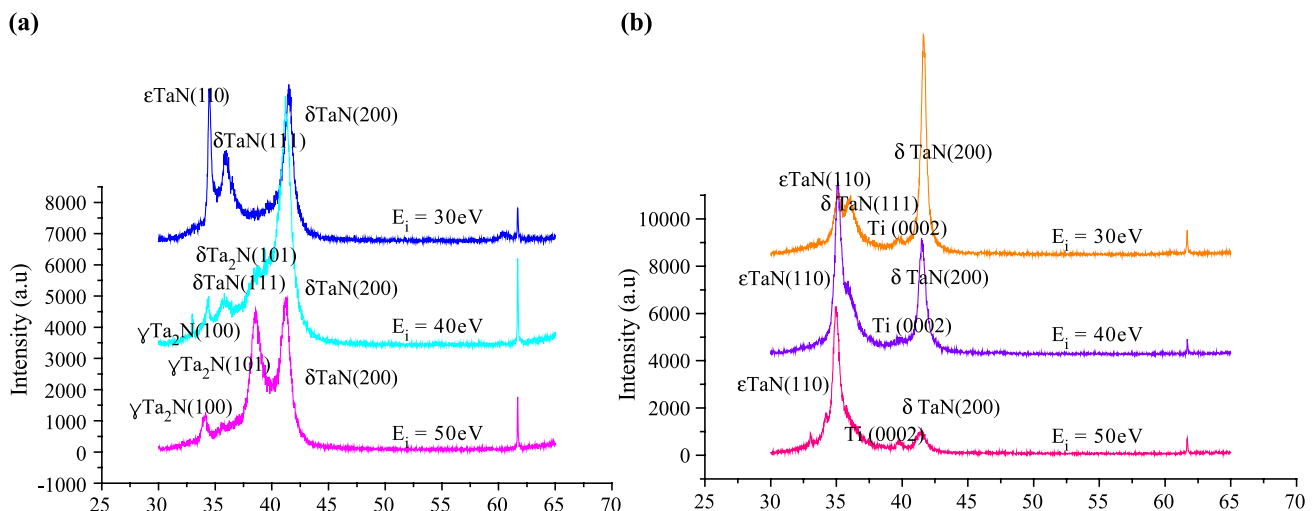 (a)
εTaN(110)
δTaN(111)
δTaN(200)
E_i = 30eV
δTa_2N(101)
δTaN(111)
δTaN(200)
γTa_2N(100)
E_i = 40eV
γTa_2N(101)
δTaN(200)
γTa_2N(100)
E_i = 50eV
Intensity (a.u)
8000
7000
6000
5000
4000
3000
2000
1000
0
-1000
25 30 35 40 45 50 55 60 65 70
(b)
δ TaN(200)
εTaN(110)
δ TaN(111)
Ti (0002)
E_i = 30eV
εTaN(110)
δ TaN(200)
Ti (0002)
E_i = 40eV
εTaN(110)
δ TaN(200)
Ti (0002)
E_i = 50eV
Intensity (a.u)
10000
8000
6000
4000
2000
0
25 30 35 40 45 50 55 60 65 70